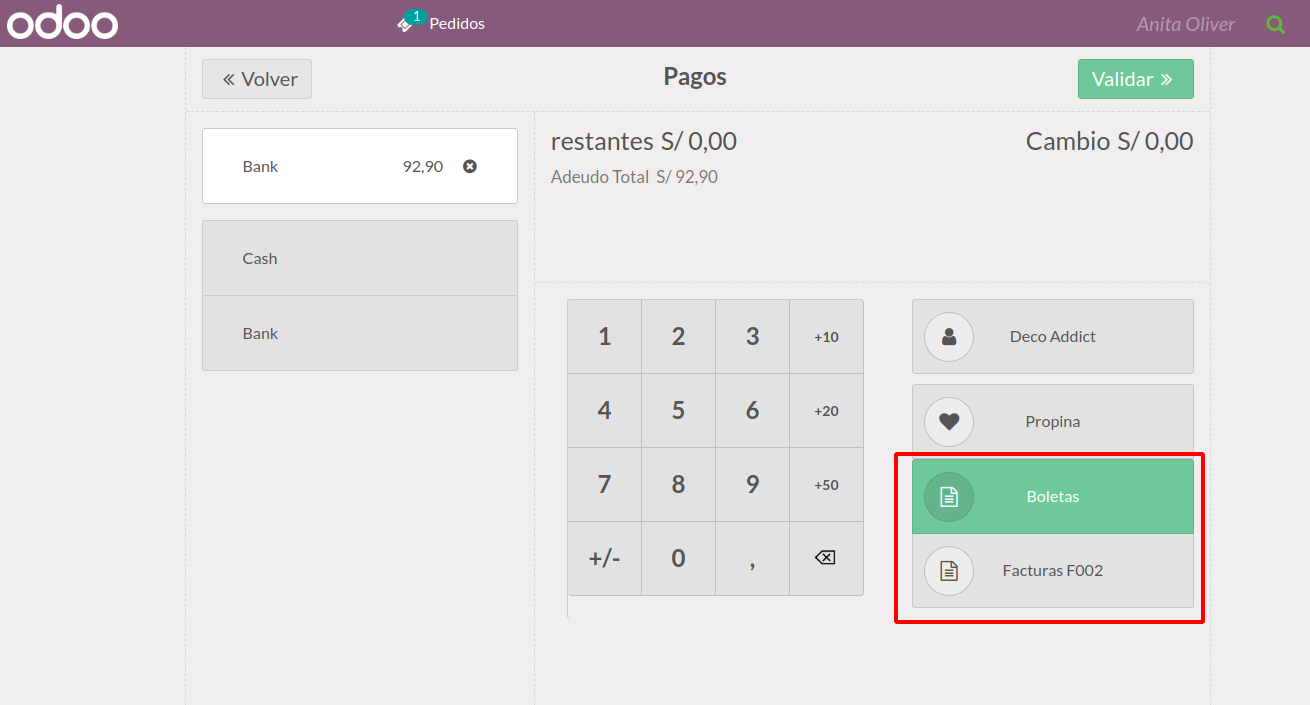 odoo
1
Pedidos
Anita Oliver
« Volver
Pagos
Validar »
Bank 92,90
Cash
Bank
restantes S/ 0,00
Cambio S/ 0,00
Adeudo Total S/ 92,90
1 2 3 +10
4 5 6 +20
7 8 9 +50
+/- 0 ,
Deco Addict
Propina
Boletas
Facturas F002